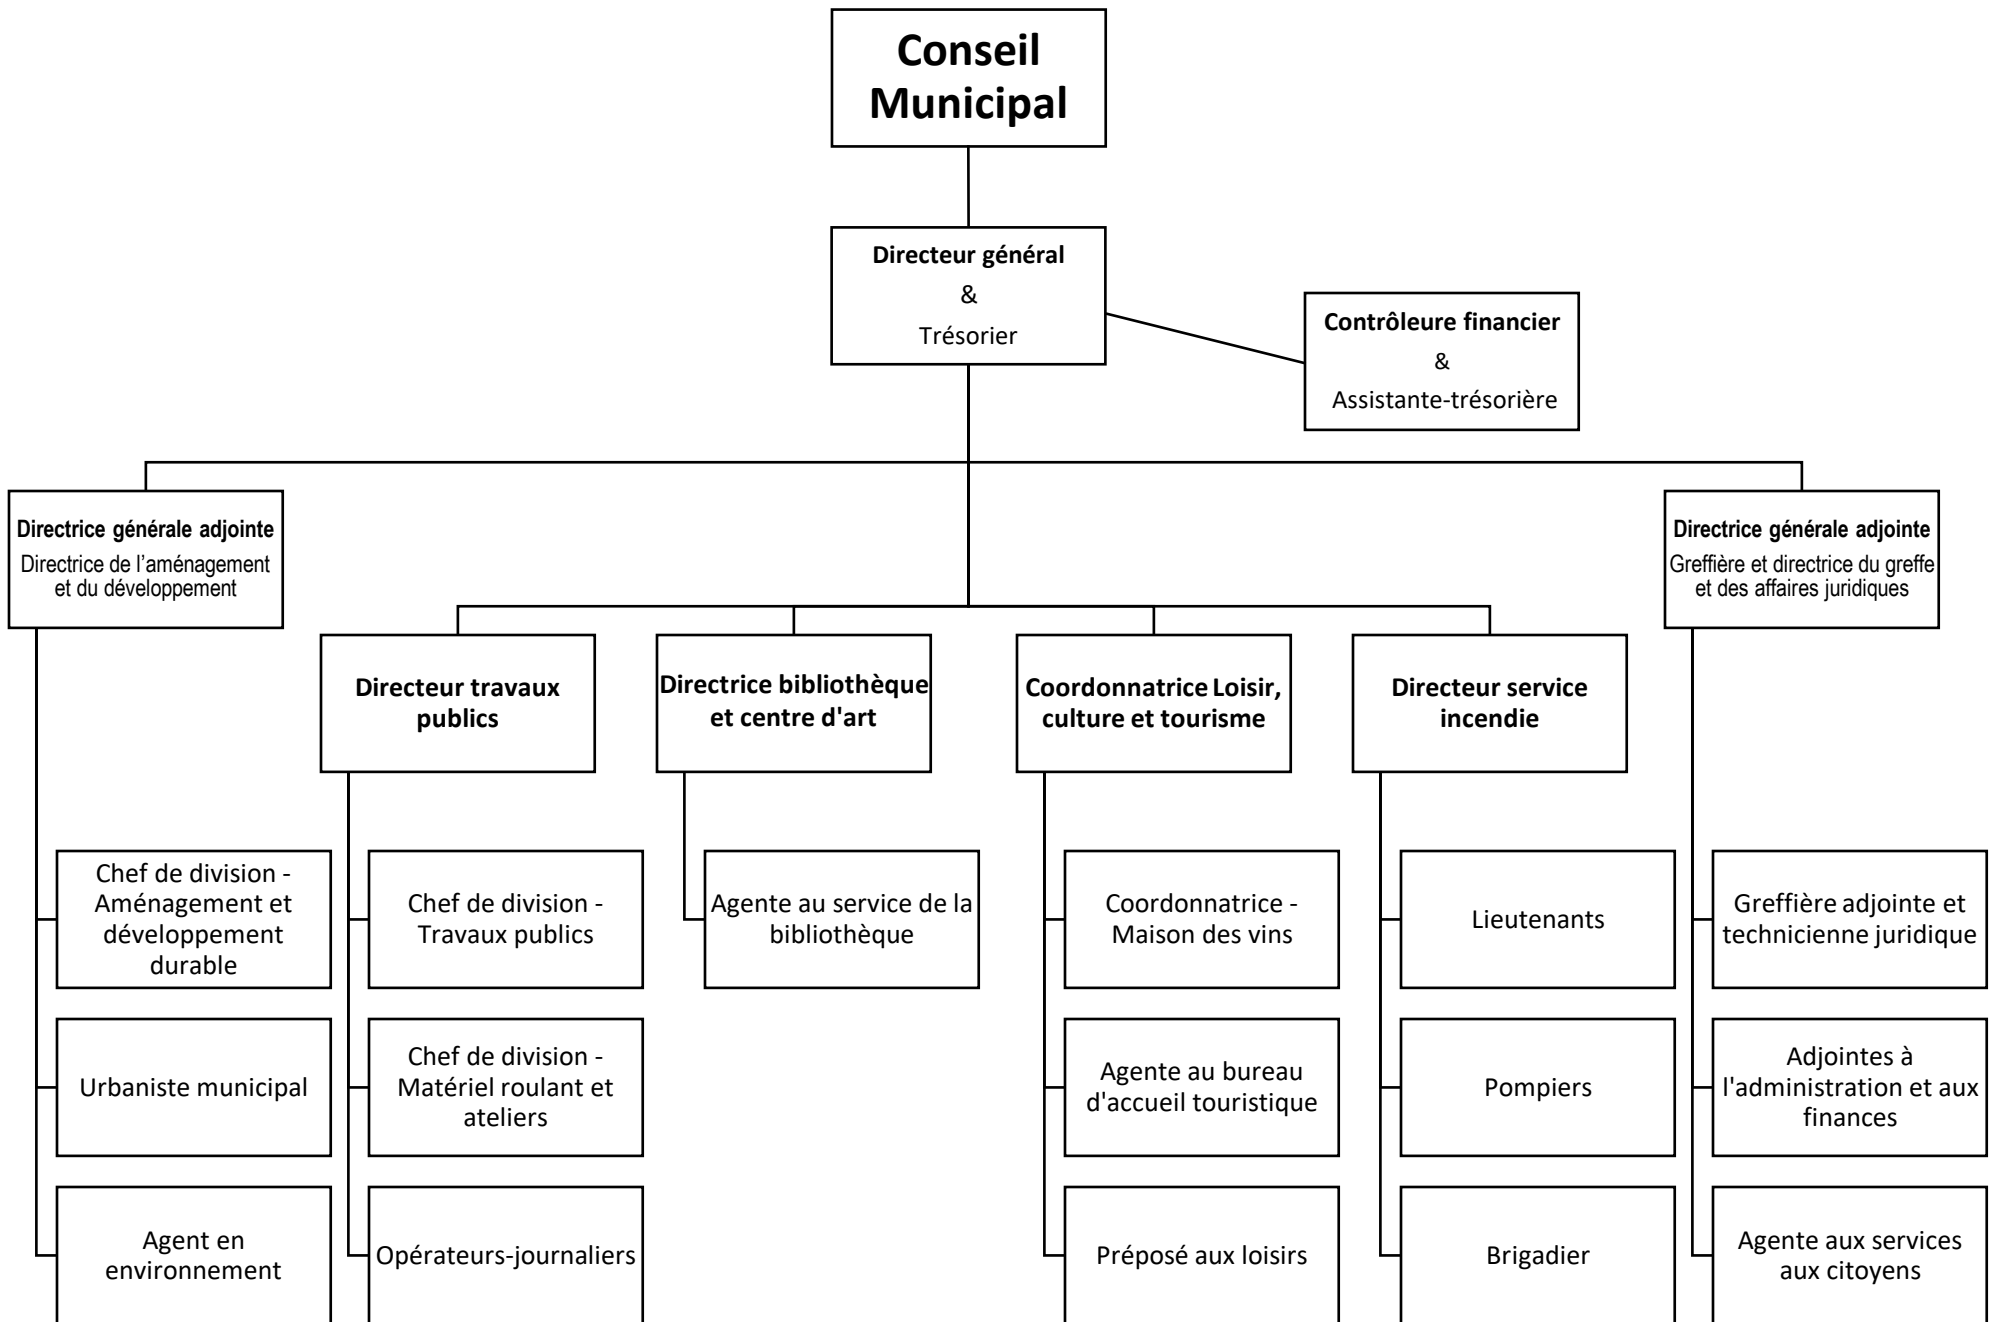 Conseil
Municipal
Directeur général
&
Trésorier
Contrôleure financier
&
Assistante-trésorière
Directrice générale adjointe
Directrice de l'aménagement
et du développement
Directrice générale adjointe
Greffière et directrice du greffe
et des affaires juridiques
Directeur travaux
publics
Directrice bibliothèque
et centre d'art
Coordonnatrice Loisir,
culture et tourisme
Directeur service
incendie
Chef de division -
Aménagement et
développement
durable
Chef de division -
Travaux publics
Agente au service de la
bibliothèque
Coordonnatrice -
Maison des vins
Lieutenants
Greffière adjointe et
technicienne juridique
Urbaniste municipal
Chef de division -
Matériel roulant et
ateliers
Agente au bureau
d'accueil touristique
Pompiers
Adjointes à
l'administration et aux
finances
Agent en
environnement
Opérateurs-journaliers
Préposé aux loisirs
Brigadier
Agente aux services
aux citoyens